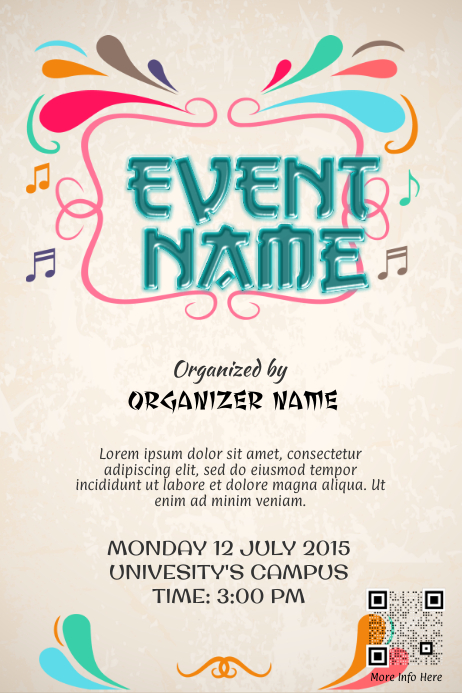 EVENT
NAME
Organized by
ORGANIZER NAME
Lorem ipsum dolor sit amet, consectetur
adipiscing elit, sed do eiusmod tempor
incididunt ut labore et dolore magna aliqua. Ut
enim ad minim veniam.
MONDAY 12 JULY 2015
UNIVESITY'S CAMPUS
TIME: 3:00 PM
More Info Here